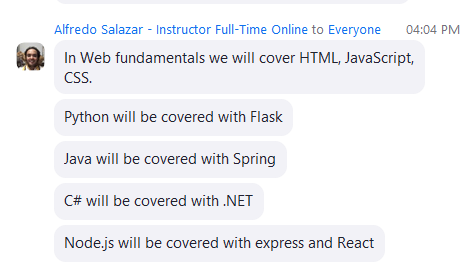 Alfredo Salazar - Instructor Full-Time Online to Everyone 04:04 PM
In Web fundamentals we will cover HTML, JavaScript,
CSS.
Python will be covered with Flask
Java will be covered with Spring
C# will be covered with .NET
Node.js will be covered with express and React